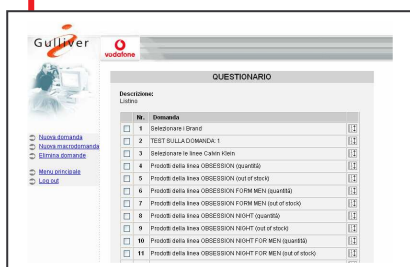 Gulliver
vodafone
QUESTIONARIO
Descrizione:
Listino
Nr. Domanda
1 Selezionare i Brand
2 TEST SULLA DOMANDA: 1
3 Selezionare le linee Calvin Klein
4 Prodotti della linea OBSESSION (quantità)
5 Prodotti della linea OBSESSION (out of stock)
6 Prodotti della linea OBSESSION FORM MEN (quantità)
7 Prodotti della linea OBSESSION FORM MEN (out of stock)
8 Prodotti della linea OBSESSION NIGHT (quantità)
9 Prodotti della linea OBSESSION NIGHT (out of stock)
10 Prodotti della linea OBSESSION NIGHT FOR MEN (quantità)
11 Prodotti della linea OBSESSION NIGHT FOR MEN (out of stock)
Nuova domanda
Nuova macrodomanda
Elimina domande
Menu principale
Log out